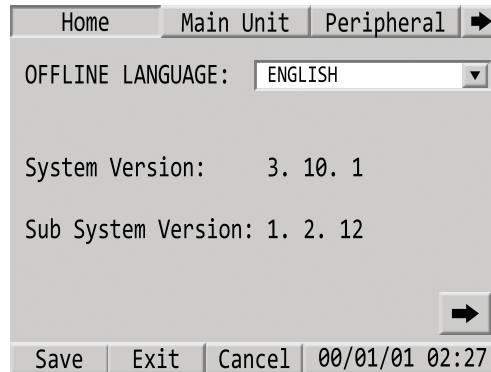 Home Main Unit Peripheral
OFFLINE LANGUAGE: ENGLISH
System Version: 3. 10. 1
Sub System Version: 1. 2. 12
Save Exit Cancel 00/01/01 02:27